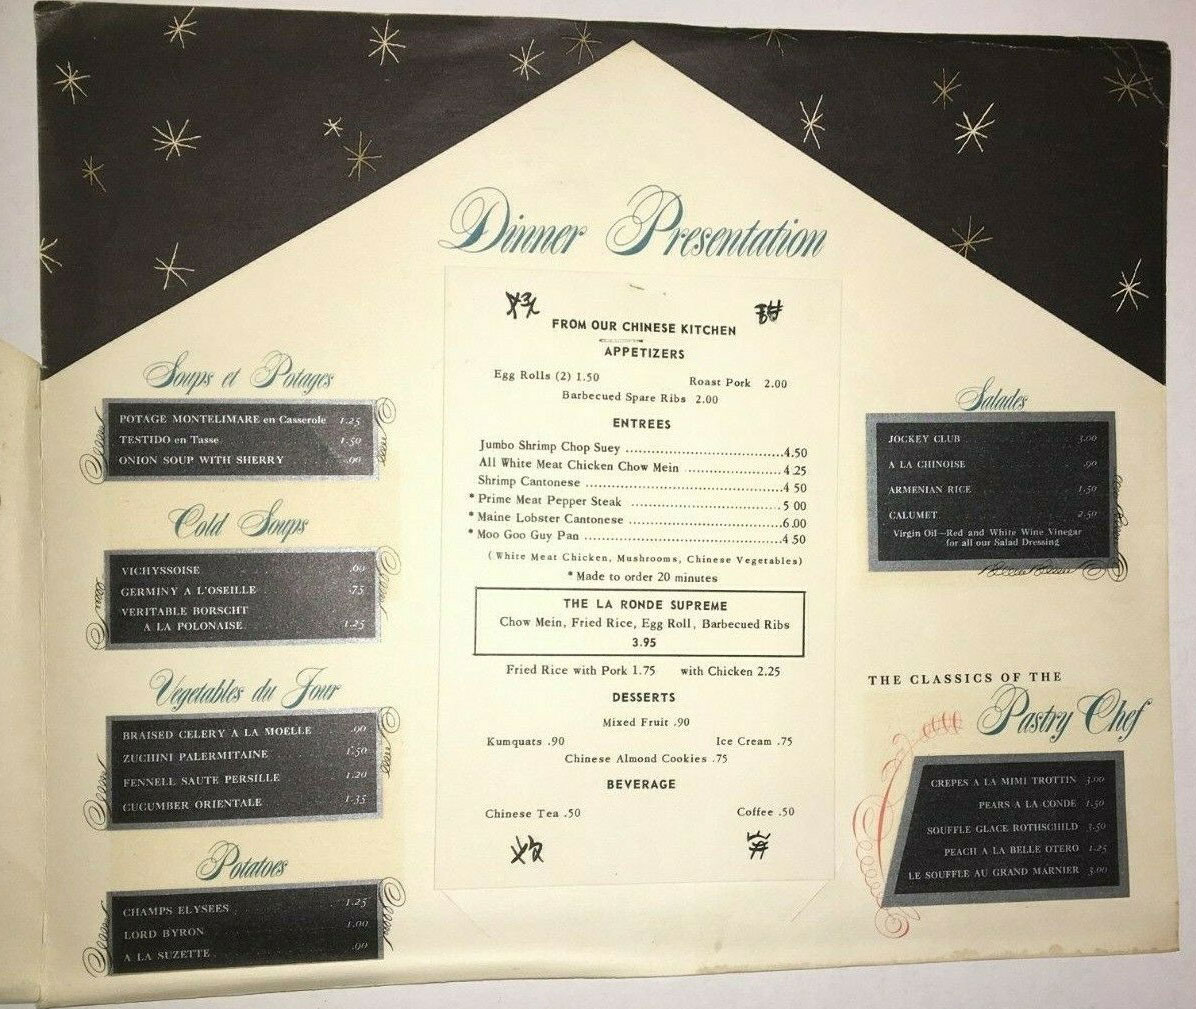 Dinner Presentation
Soups et Potages
POTAGE MONTELIMARE en Casserole 1.25
TESTIDO en Tasse 1.50
ONION SOUP WITH SHERRY .90
Cold Soups
VICHYSSOISE .90
GERMINY A L'OSEILLE .75
VERITABLE BORSCHT
A LA POLONAISE 1.25
Vegetables du Jour
BRAISED CELERY A LA MOELLE .90
ZUCHINI PALERMITAINE 1.50
FENNELL SAUTE PERSILLE 1.20
CUCUMBER ORIENTALE 1.35
Potatoes
CHAMPS ELYSEES 1.25
LORD BYRON 1.00
A LA SUZETTE .90
FROM OUR CHINESE KITCHEN
APPETIZERS
Egg Rolls (2) 1.50 Roast Pork 2.00
Barbecued Spare Ribs 2.00
ENTREES
Jumbo Shrimp Chop Suey 4.50
All White Meat Chicken Chow Mein 4 25
Shrimp Cantonese 4 50
*Prime Meat Pepper Steak 5 00
*Maine Lobster Cantonese 6.00
*Moo Goo Guy Pan 4 50
(White Meat Chicken, Mushrooms, Chinese Vegetables)
*Made to order 20 minutes
THE LA RONDE SUPREME
Chow Mein, Fried Rice, Egg Roll, Barbecued Ribs
3.95
Fried Rice with Pork 1.75 with Chicken 2.25
DESSERTS
Mixed Fruit .90
Kumquats .90 Ice Cream .75
Chinese Almond Cookies .75
BEVERAGE
Chinese Tea .50 Coffee .50
Salades
JOCKEY CLUB 3.00
A LA CHINOISE .90
ARMENIAN RICE 1.50
CALUMET 2.50
Virgin Oil—Red and White Wine Vinegar
for all our Salad Dressing
THE CLASSICS OF THE
Pastry Chef
CREPES A LA MIMI TROTTIN 3.00
PEARS A LA CONDE 1.50
SOUFFLE GLACE ROTHSCHILD 3.50
PEACH A LA BELLE OTERO 1.25
LE SOUFFLE AU GRAND MARNIER 3.00